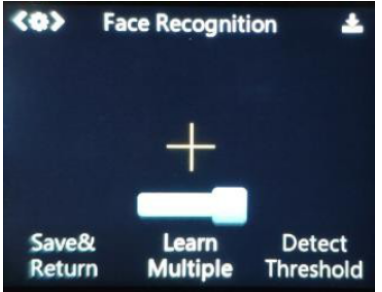 Face Recognition
Save&
Return
Learn
Multiple
Detect
Threshold